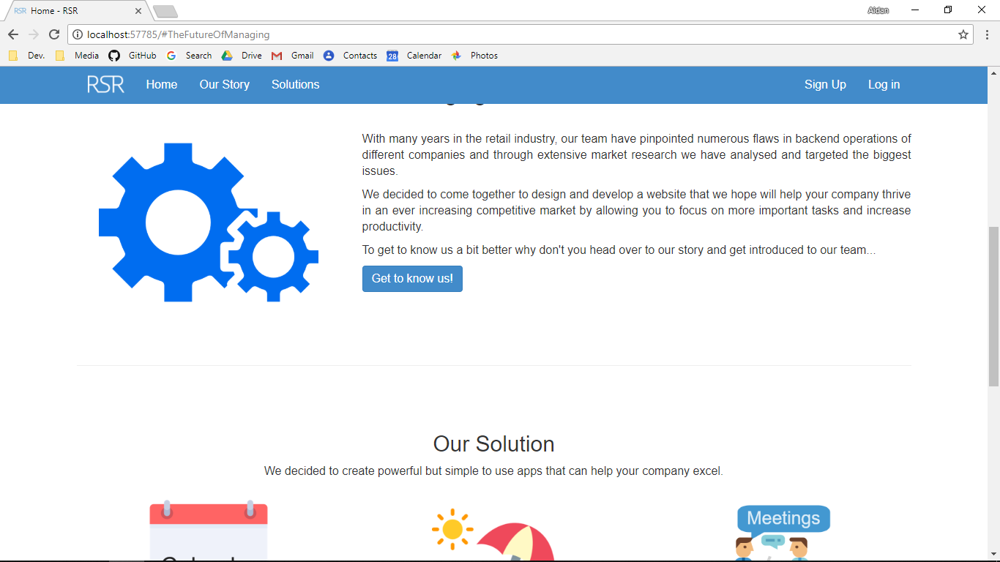 RSR Home - RSR
Aidan
localhost:57785/#TheFutureOfManaging
Dev. Media GitHub Search Drive Gmail Contacts 28 Calendar Photos
RSR Home Our Story Solutions Sign Up Log in
With many years in the retail industry, our team have pinpointed numerous flaws in backend operations of
different companies and through extensive market research we have analysed and targeted the biggest
issues.
We decided to come together to design and develop a website that we hope will help your company thrive
in an ever increasing competitive market by allowing you to focus on more important tasks and increase
productivity.
To get to know us a bit better why don't you head over to our story and get introduced to our team...
Get to know us!
Our Solution
We decided to create powerful but simple to use apps that can help your company excel.
Meetings